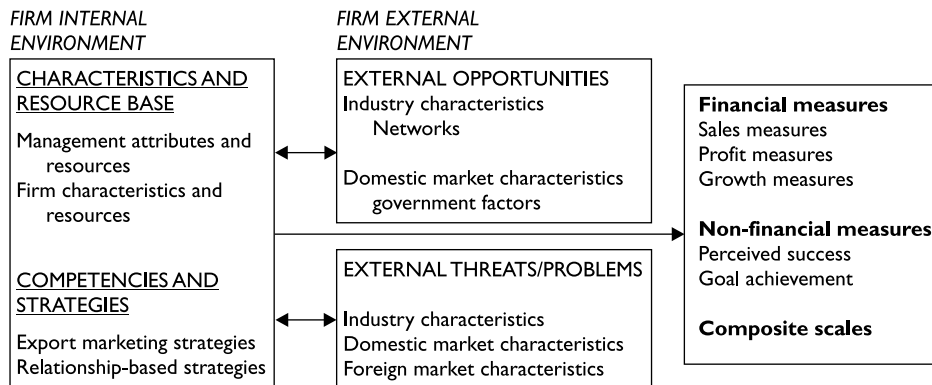 FIRM INTERNAL
ENVIRONMENT
CHARACTERISTICS AND
RESOURCE BASE
Management attributes and
resources
Firm characteristics and
resources
COMPETENCIES AND
STRATEGIES
Export marketing strategies
Relationship-based strategies
FIRM EXTERNAL
ENVIRONMENT
EXTERNAL OPPORTUNITIES
Industry characteristics
Networks
Domestic market characteristics
government factors
EXTERNAL THREATS/PROBLEMS
Industry characteristics
Domestic market characteristics
Foreign market characteristics
Financial measures
Sales measures
Profit measures
Growth measures
Non-financial measures
Perceived success
Goal achievement
Composite scales